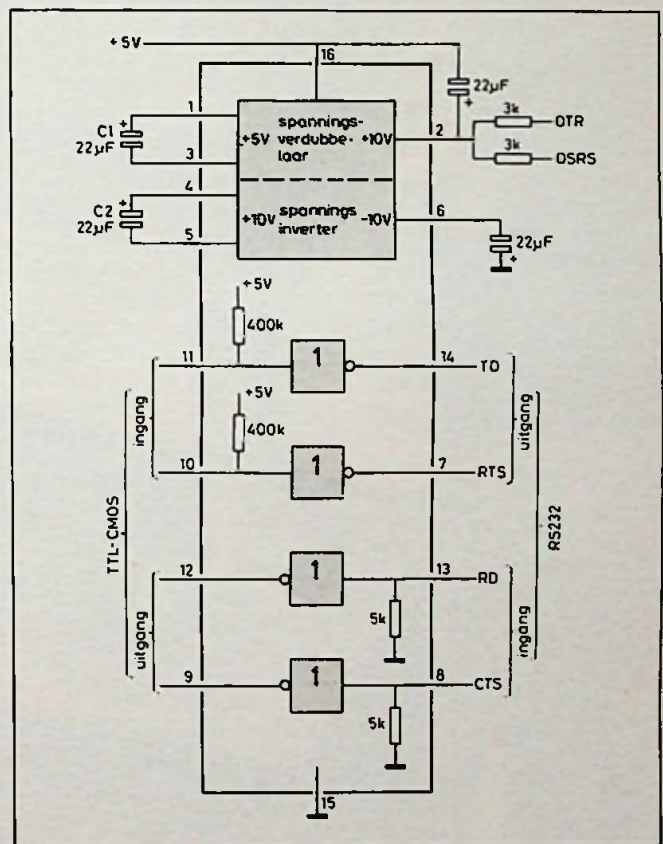 +5V
16
22µF
+
1
C1
+
22µF
3
+5V
spannings-
verdubbe-
laar
+10V
2
3k
DTR
3k
DSRS
4
C2
+
22µF
5
+10V
spannings
inverter
-10V
6
22µF
+
+5V
400k
11
1
14
TD
+5V
400k
10
1
7
RTS
ingang
uitgang
TTL-CMOS
RS232
12
1
13
RD
5k
9
1
8
CTS
5k
uitgang
ingang
15